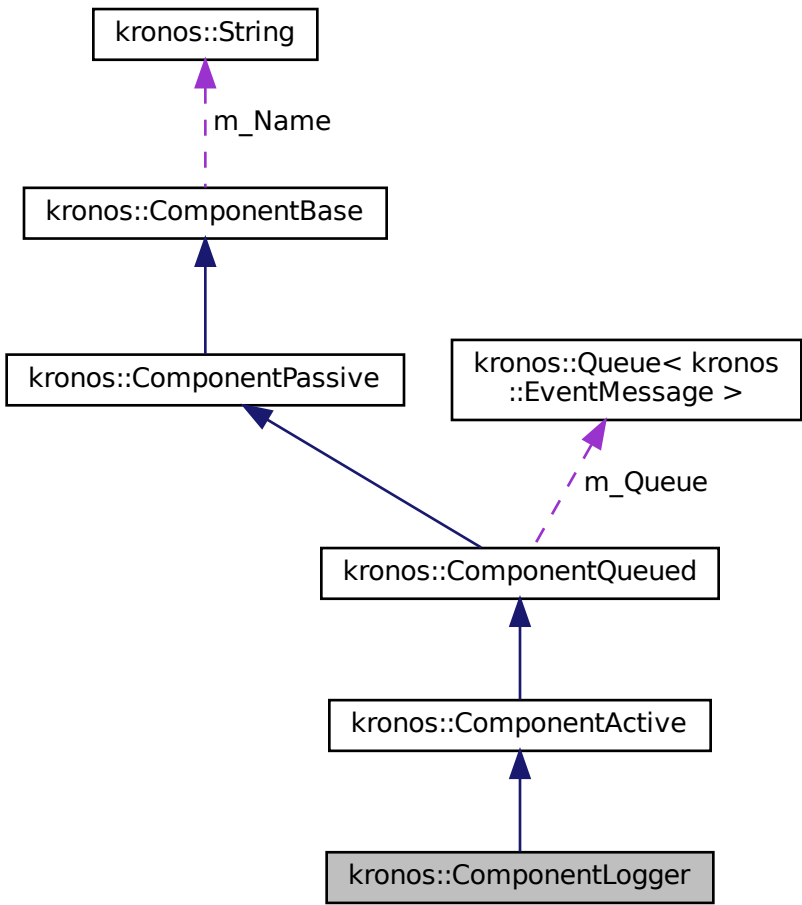 kronos::String
m_Name
kronos::ComponentBase
kronos::ComponentPassive
kronos::Queue< kronos
::EventMessage >
m_Queue
kronos::ComponentQueued
kronos::ComponentActive
kronos::ComponentLogger